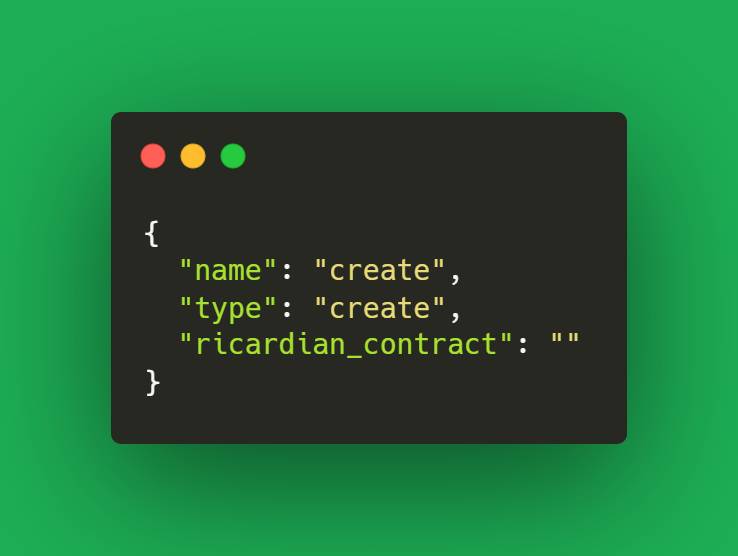 {
"name": "create",
"type": "create",
"ricardian_contract": ""
}